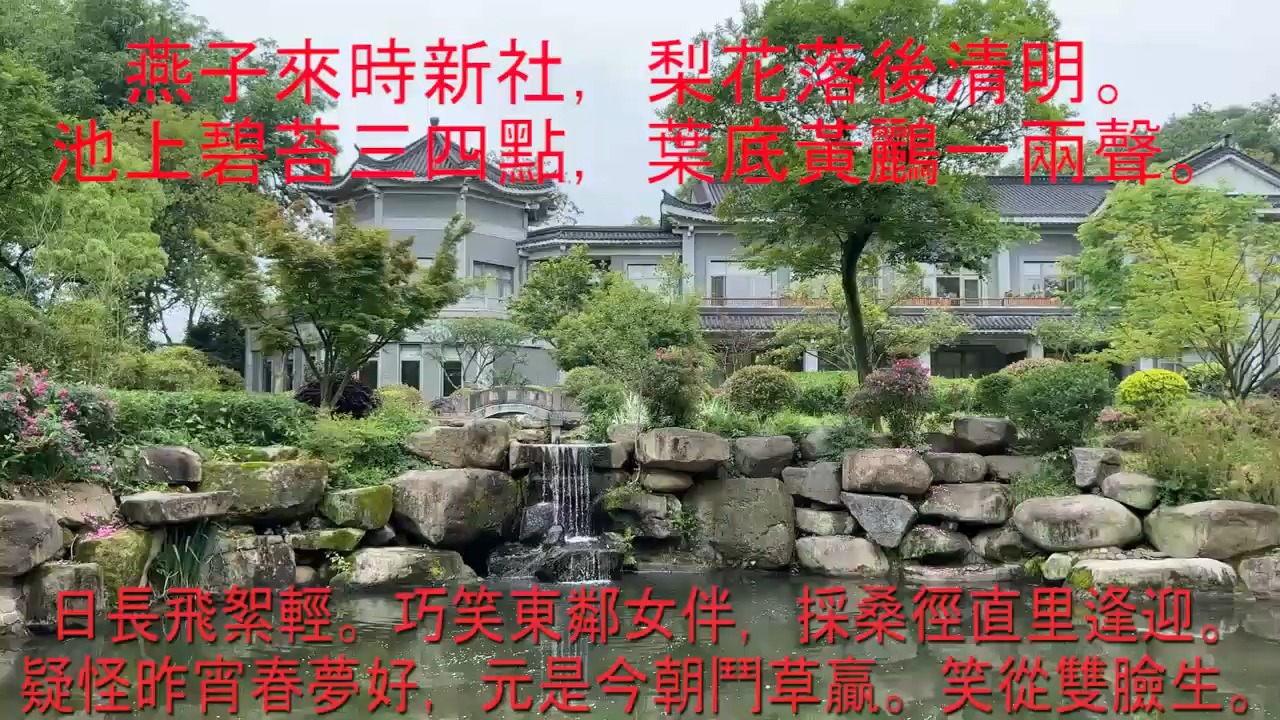 燕子來時新社，梨花落後清明。
池上碧苔三四點，葉底黃鸝一兩聲。
日長飛絮輕。巧笑東鄰女伴，採桑徑直里逢迎。
疑怪昨宵春夢好，元是今朝鬥草贏。笑從雙臉生。